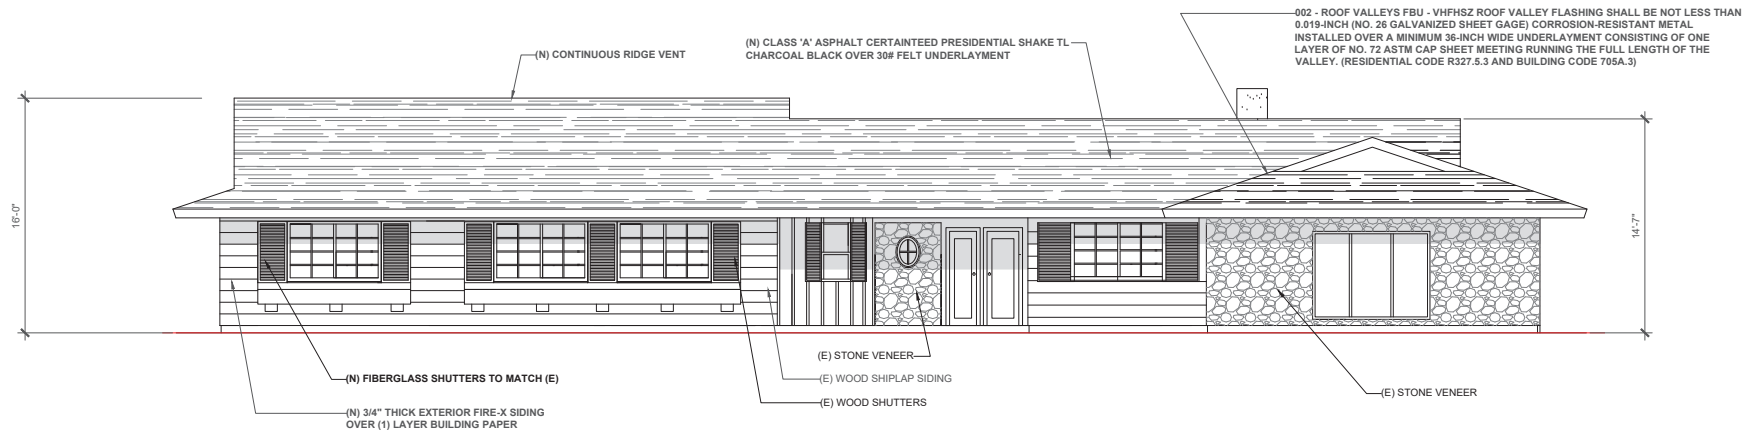 002 - ROOF VALLEYS FBU - VHFHSZ ROOF VALLEY FLASHING SHALL BE NOT LESS THAN
0.019-INCH (NO. 26 GALVANIZED SHEET GAGE) CORROSION-RESISTANT METAL
INSTALLED OVER A MINIMUM 36-INCH WIDE UNDERLAYMENT CONSISTING OF ONE
LAYER OF NO. 72 ASTM CAP SHEET MEETING RUNNING THE FULL LENGTH OF THE
VALLEY. (RESIDENTIAL CODE R327.5.3 AND BUILDING CODE 705A.3)
(N) CLASS 'A' ASPHALT CERTAINTEED PRESIDENTIAL SHAKE TL
CHARCOAL BLACK OVER 30# FELT UNDERLAYMENT
(N) CONTINUOUS RIDGE VENT
16'-0"
14'-7"
(E) STONE VENEER
(N) FIBERGLASS SHUTTERS TO MATCH (E)
(E) WOOD SHIPLAP SIDING
(E) STONE VENEER
(E) WOOD SHUTTERS
(N) 3/4" THICK EXTERIOR FIRE-X SIDING
OVER (1) LAYER BUILDING PAPER